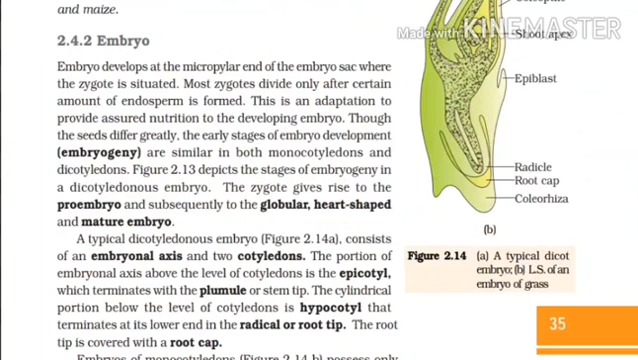 and maize.
2.4.2 Embryo
Embryo develops at the micropylar end of the embryo sac where
the zygote is situated. Most zygotes divide only after certain
amount of endosperm is formed. This is an adaptation to
provide assured nutrition to the developing embryo. Though
the seeds differ greatly, the early stages of embryo development
(embryogeny) are similar in both monocotyledons and
dicotyledons. Figure 2.13 depicts the stages of embryogeny in
a dicotyledonous embryo. The zygote gives rise to the
proembryo and subsequently to the globular, heart-shaped
and mature embryo.
A typical dicotyledonous embryo (Figure 2.14a), consists
of an embryonal axis and two cotyledons. The portion of
embryonal axis above the level of cotyledons is the epicotyl,
which terminates with the plumule or stem tip. The cylindrical
portion below the level of cotyledons is hypocotyl that
terminates at its lower end in the radical or root tip. The root
tip is covered with a root cap.
Embryos of monocotyledons (Figure 2.14 b) possess only
Made with KINEMASTER
Shoot apex
Epiblast
Radicle
Root cap
Coleorhiza
(b)
Figure 2.14 (a) A typical dicot
embryo; (b) L.S. of an
embryo of grass
35